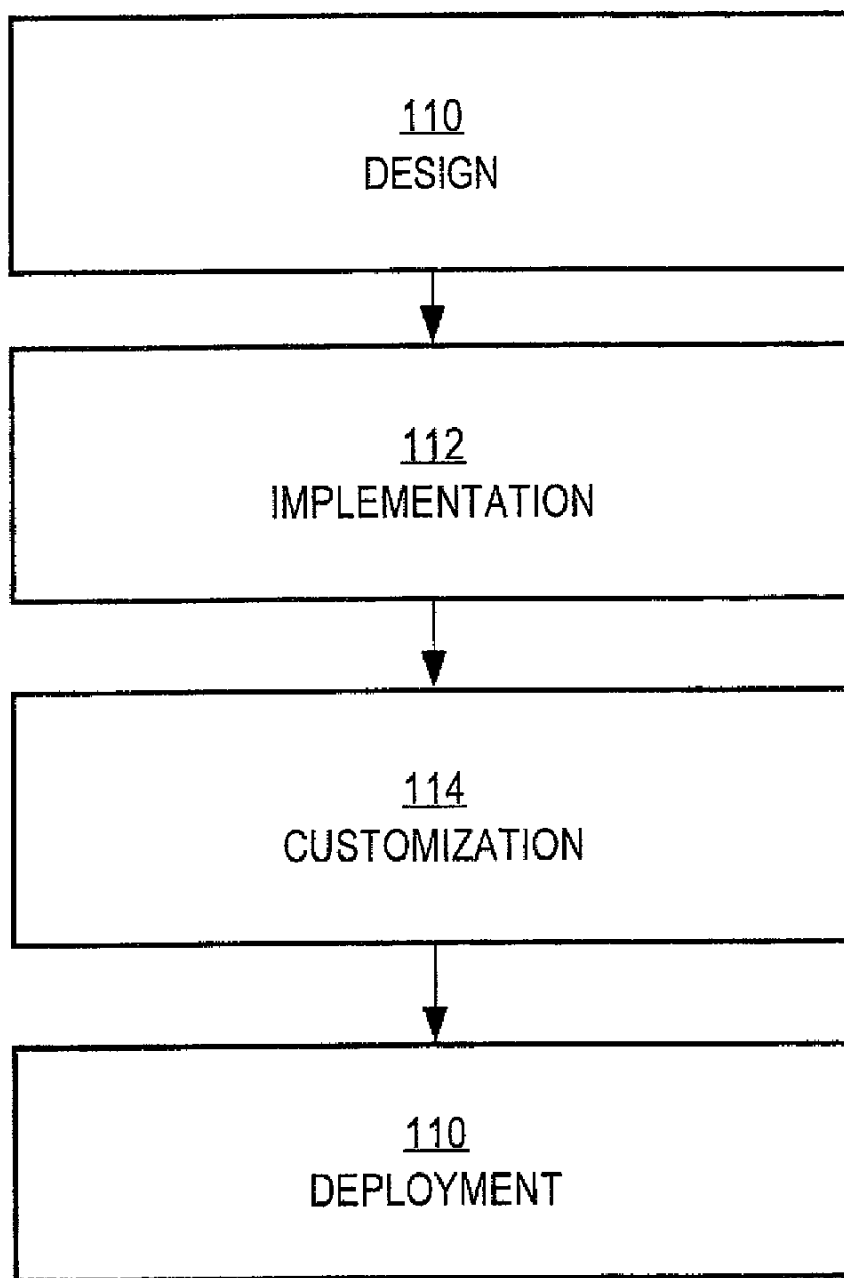 110
DESIGN
112
IMPLEMENTATION
114
CUSTOMIZATION
110
DEPLOYMENT